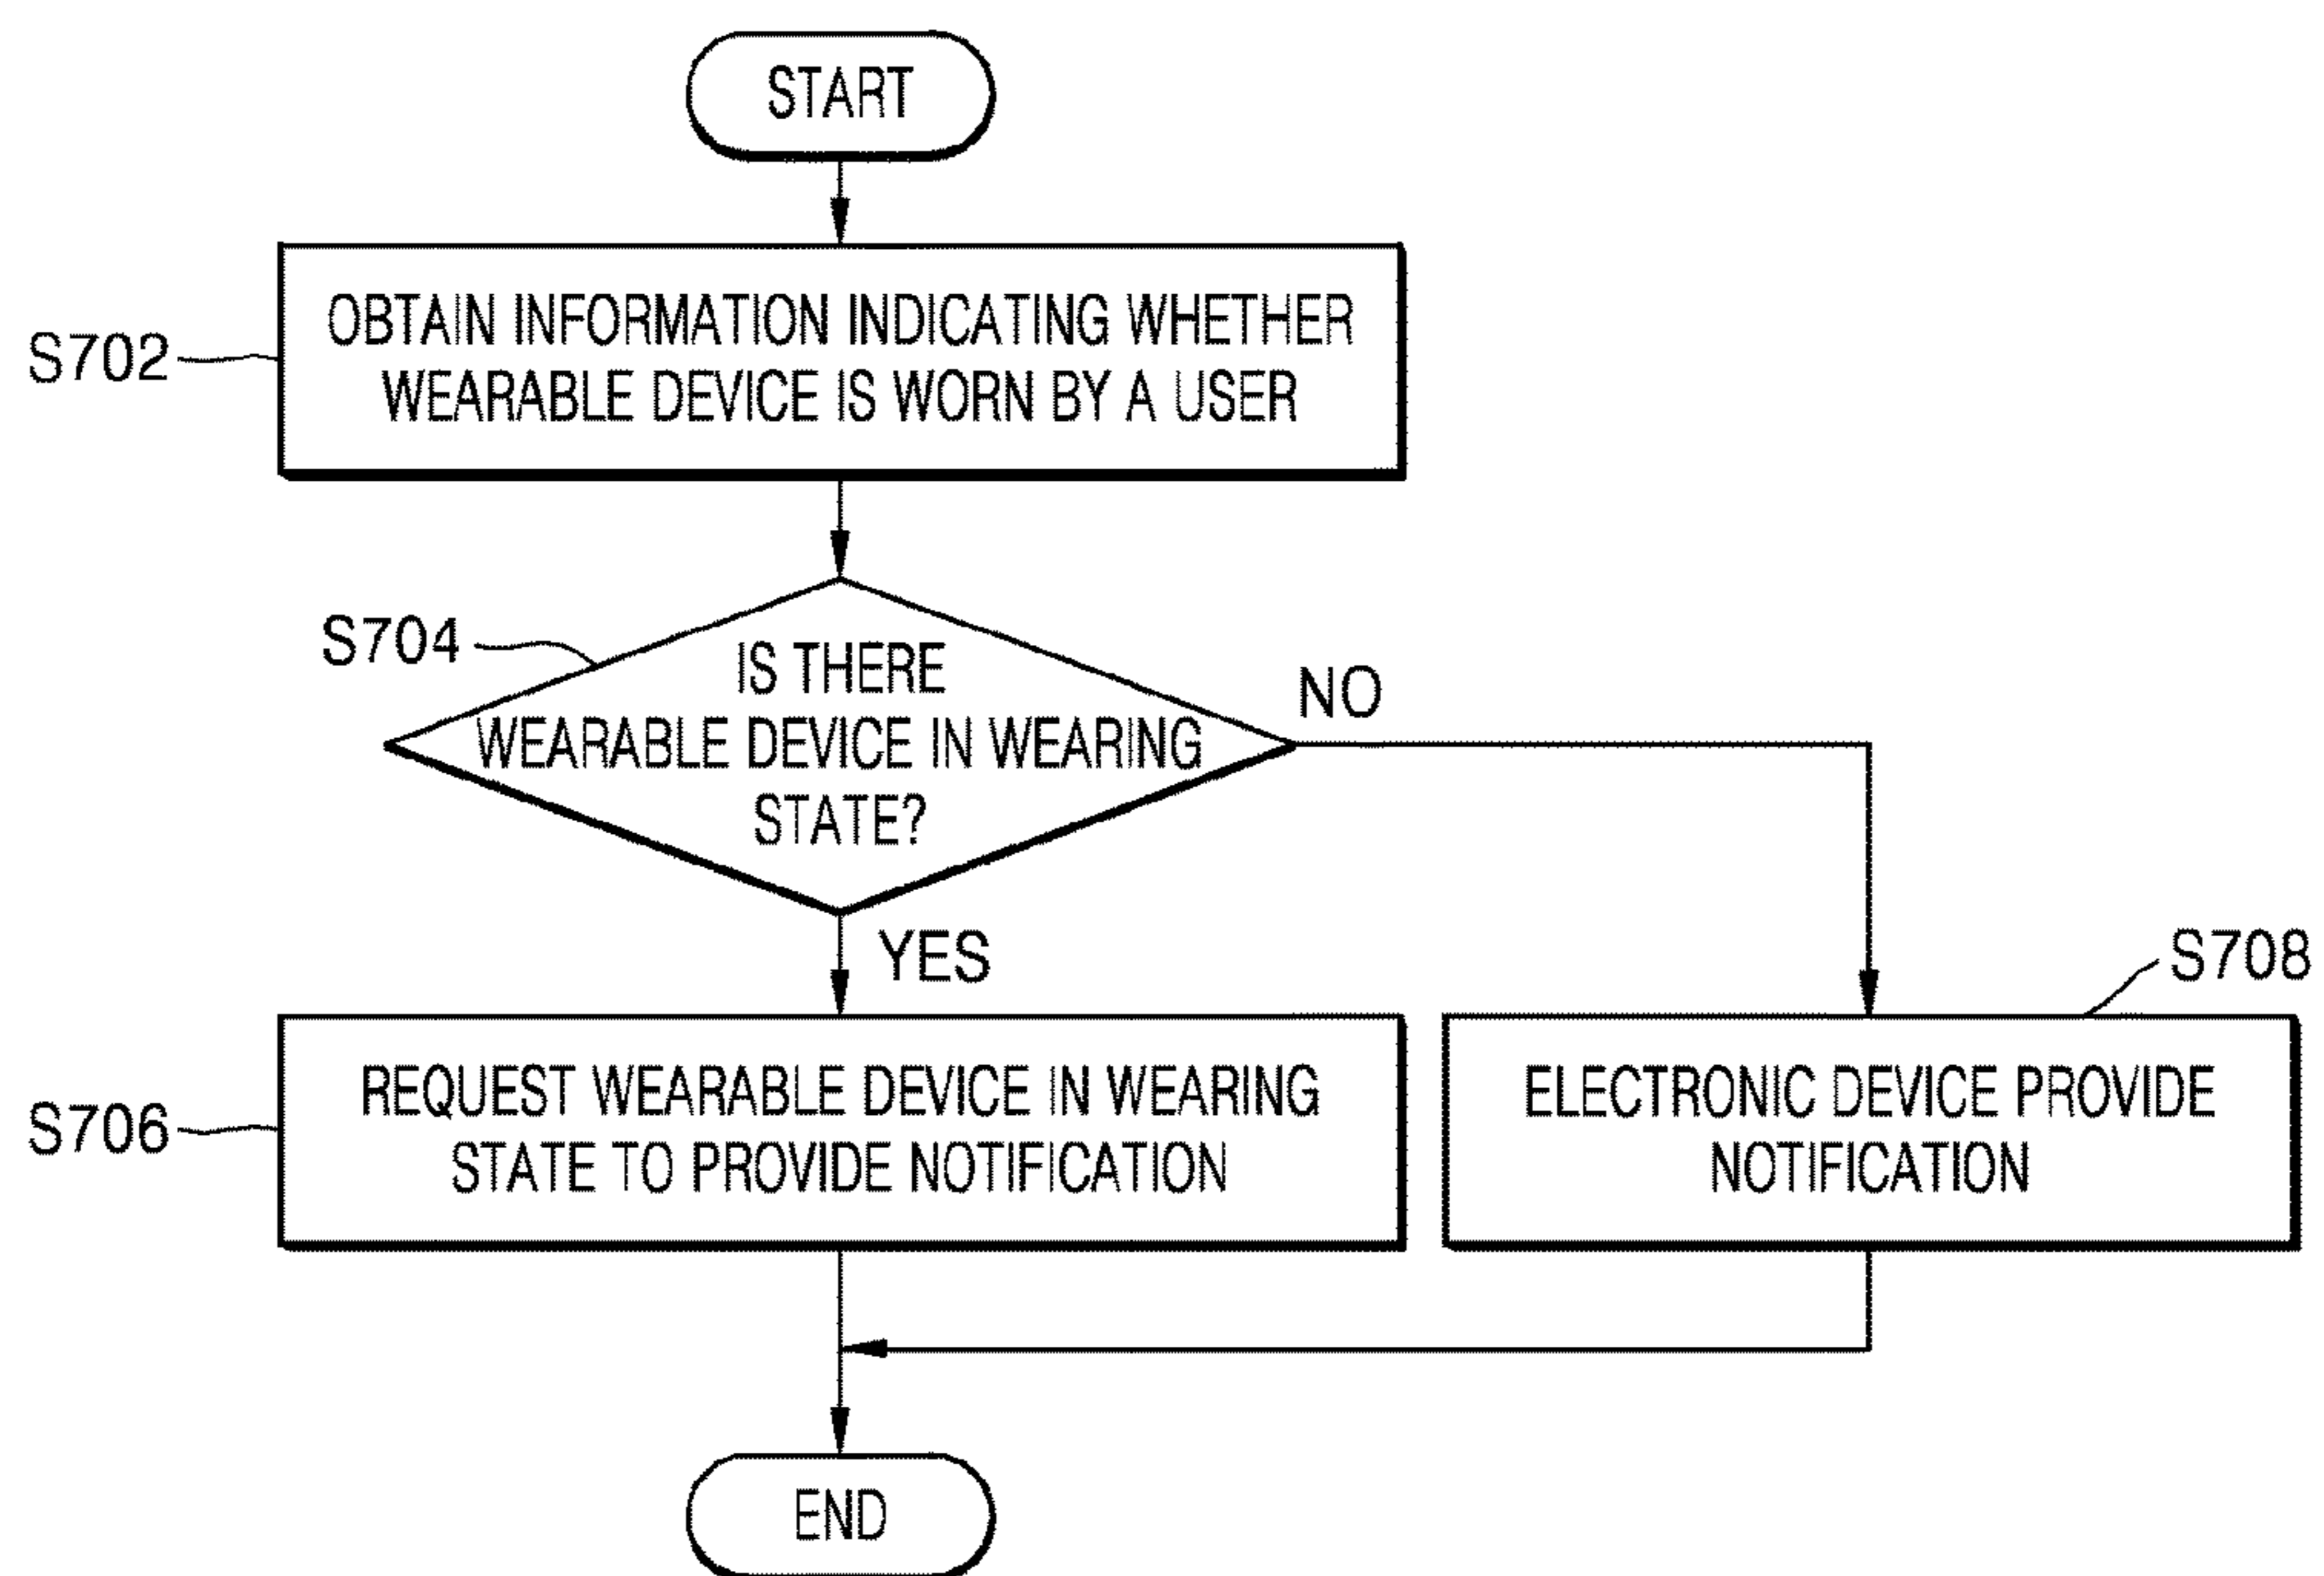 START
S702
OBTAIN INFORMATION INDICATING WHETHER
WEARABLE DEVICE IS WORN BY A USER
S704
IS THERE
WEARABLE DEVICE IN WEARING
STATE?
NO
YES
S706
REQUEST WEARABLE DEVICE IN WEARING
STATE TO PROVIDE NOTIFICATION
S708
ELECTRONIC DEVICE PROVIDE
NOTIFICATION
END